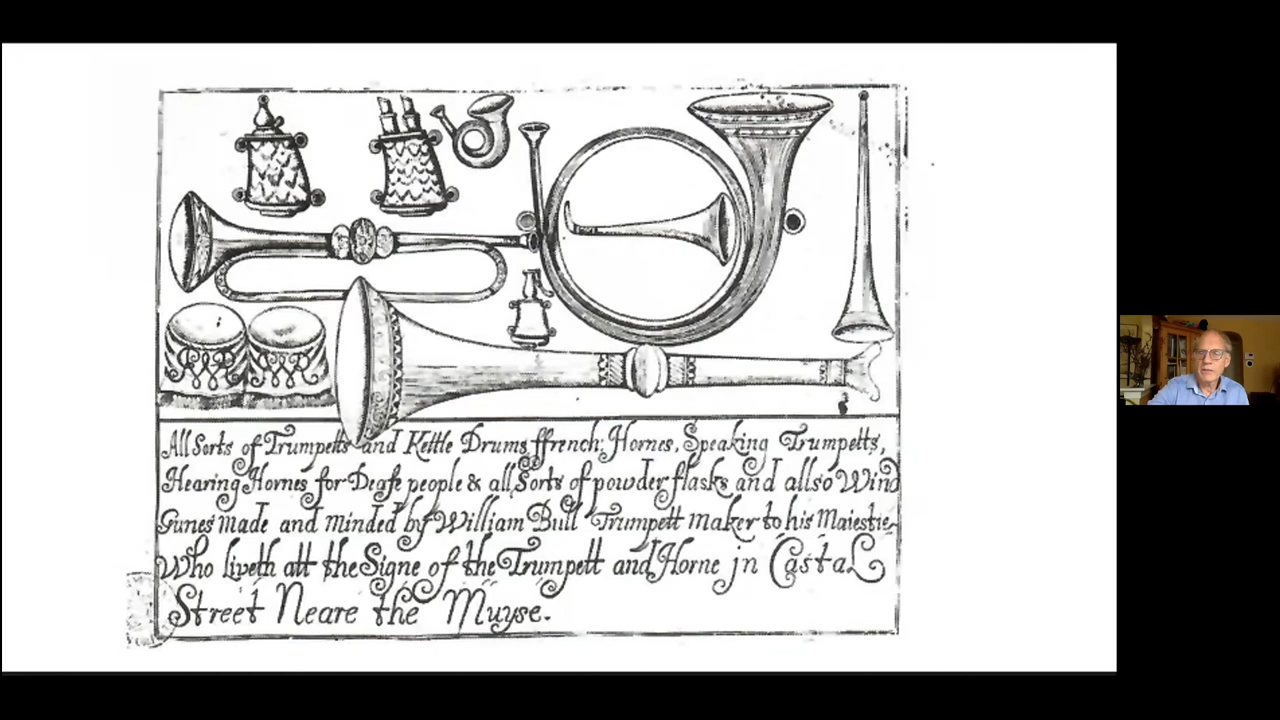 All Sorts of Trumpetts and Kettle Drums ffrench Hornes, Speaking Trumpetts,
Hearing Hornes for Deafe people & all Sorts of powder flasks and allso Wind
Gunes made and minded by William Bull Trumpett maker to his Maiestie
Who liveth att the Signe of the Trumpett and Horne jn Castal
Street Neare the Muyse.